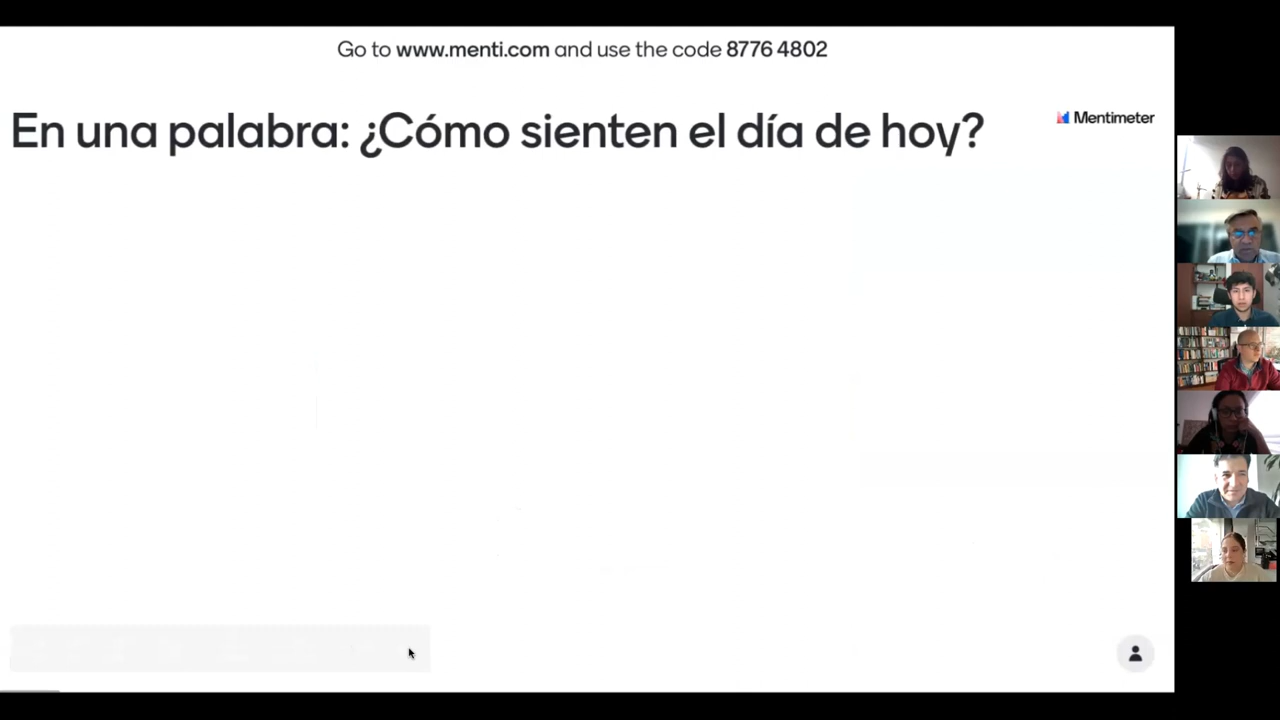 Go to www.menti.com and use the code 8776 4802
En una palabra: ¿Cómo sienten el día de hoy?
Mentimeter